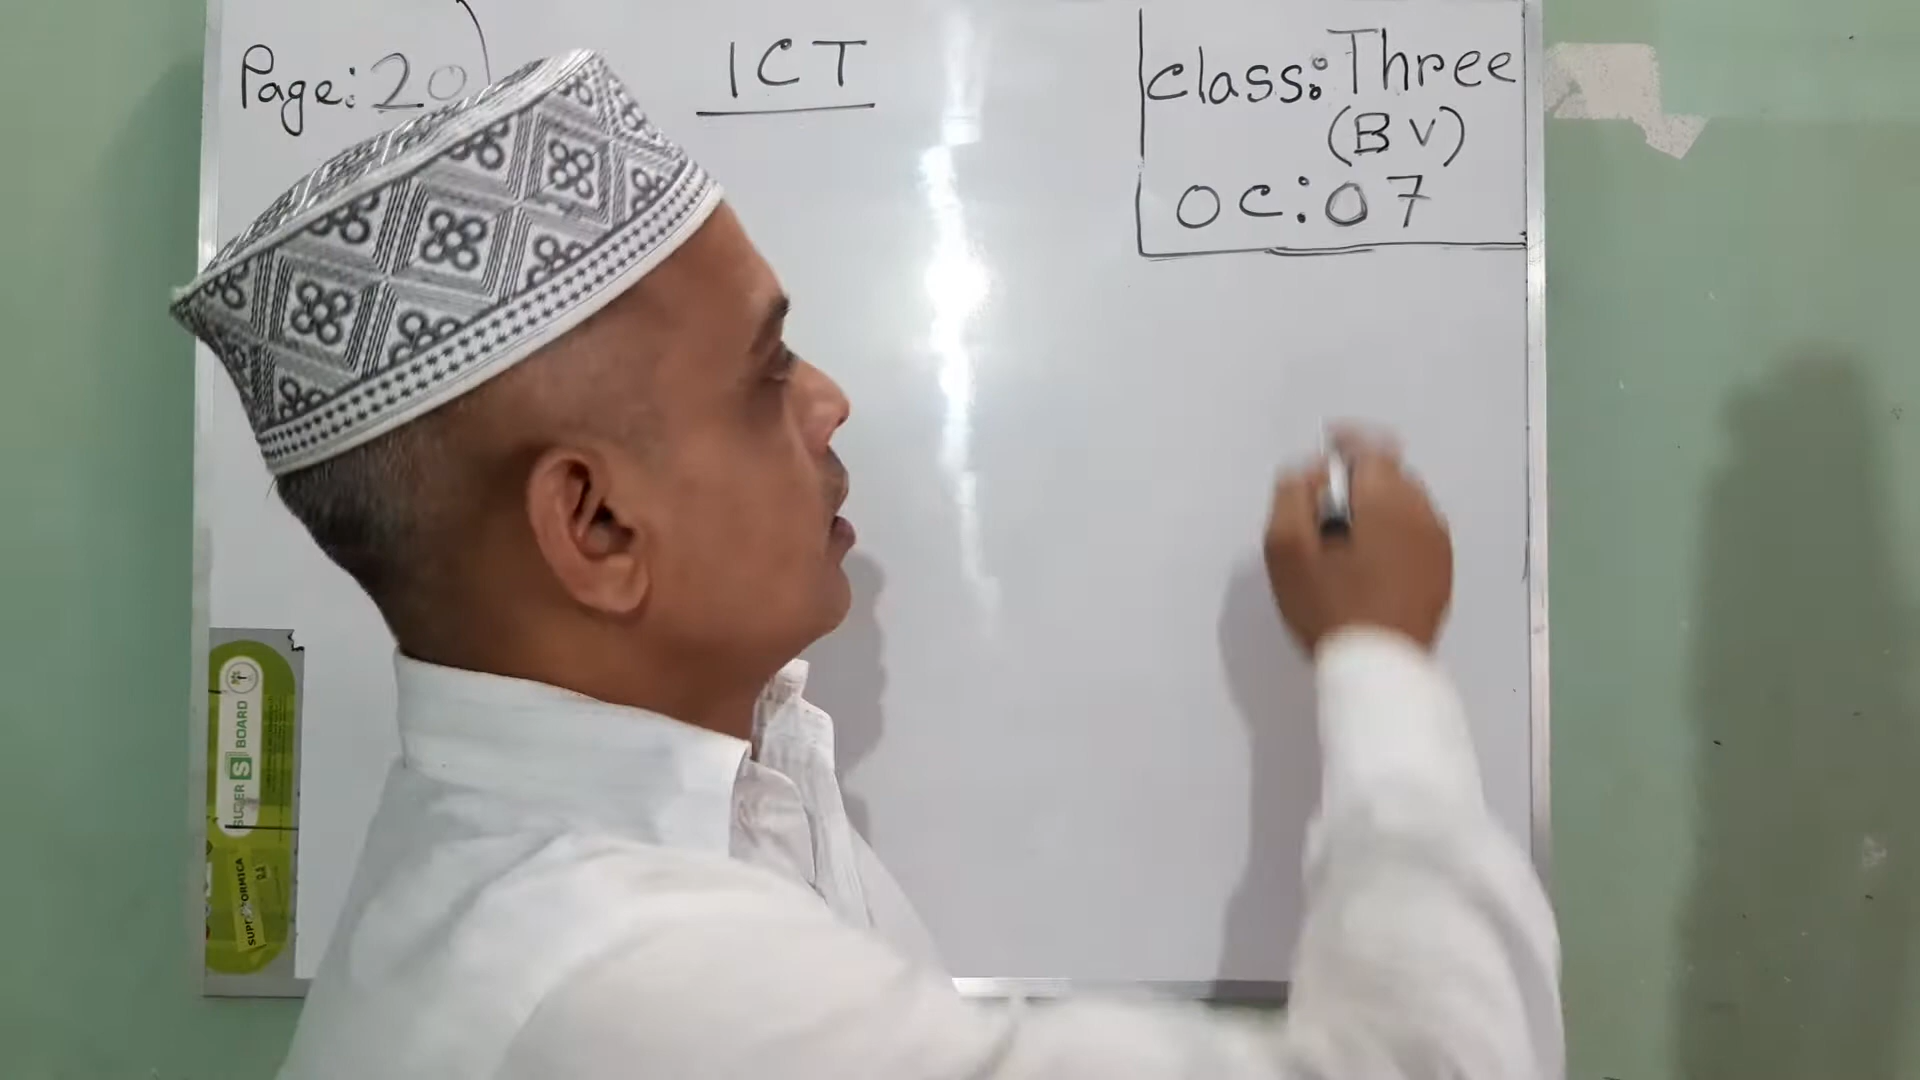 Page: 20)
ICT
class: Three
(BV)
OC: 07
SUPER S BOARD